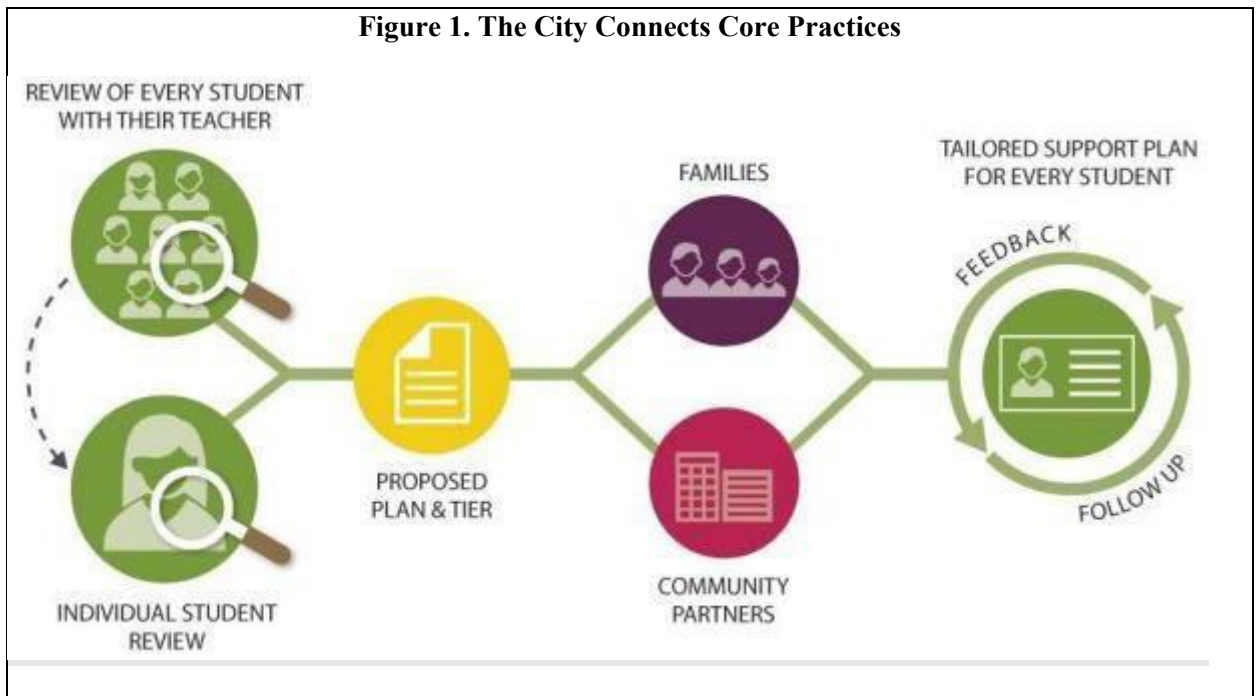 Figure 1. The City Connects Core Practices
REVIEW OF EVERY STUDENT
WITH THEIR TEACHER
INDIVIDUAL STUDENT
REVIEW
PROPOSED
PLAN & TIER
FAMILIES
COMMUNITY
PARTNERS
TAILORED SUPPORT PLAN
FOR EVERY STUDENT
FEEDBACK
FOLLOW UP